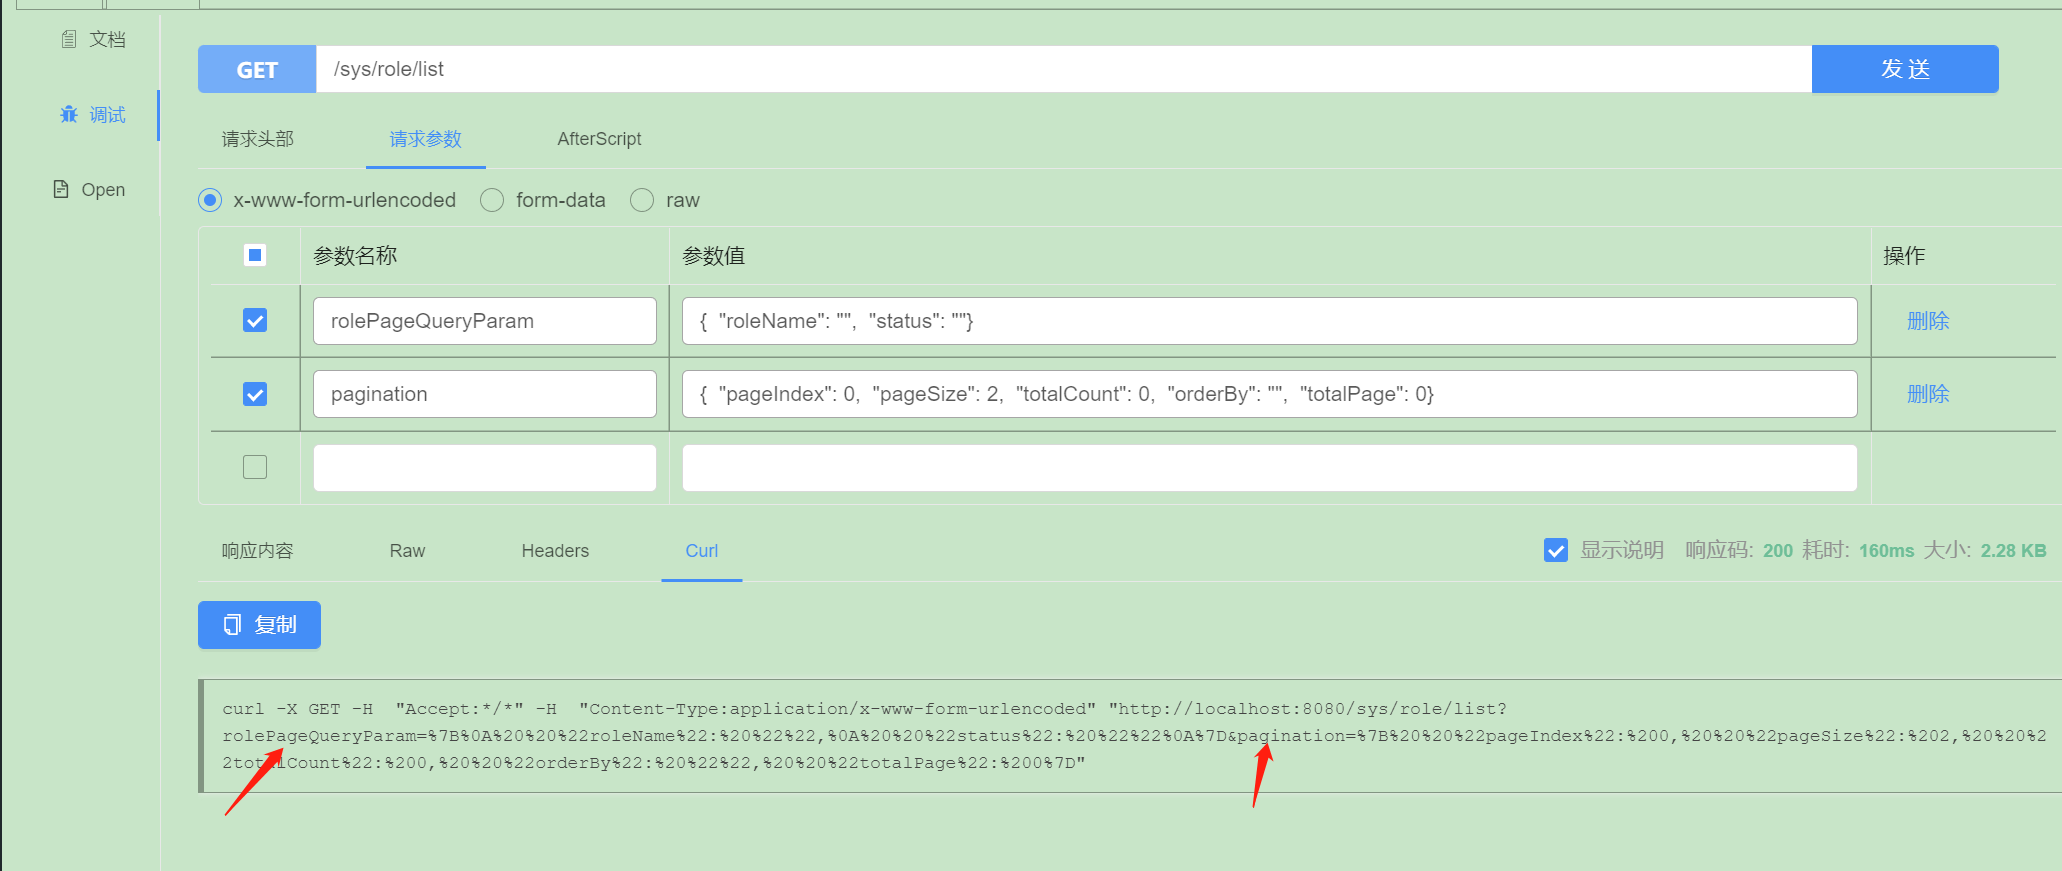 文档
GET /sys/role/list 发 送
调试
请求头部 请求参数 AfterScript
Open
x-www-form-urlencoded form-data raw
参数名称 参数值 操作
rolePageQueryParam {  "roleName": "",  "status": ""} 删除
pagination {  "pageIndex": 0,  "pageSize": 2,  "totalCount": 0,  "orderBy": "",  "totalPage": 0} 删除
响应内容 Raw Headers Curl 显示说明 响应码: 200 耗时: 160ms 大小: 2.28 KB
复制
curl -X GET -H  "Accept:*/*" -H  "Content-Type:application/x-www-form-urlencoded" "http://localhost:8080/sys/role/list?
rolePageQueryParam=%7B%0A%20%20%22roleName%22:%20%22%22,%0A%20%20%22status%22:%20%22%22%0A%7D&pagination=%7B%20%20%22pageIndex%22:%200,%20%20%22pageSize%22:%202,%20%20%2
2totalCount%22:%200,%20%20%22orderBy%22:%20%22%22,%20%20%22totalPage%22:%200%7D"